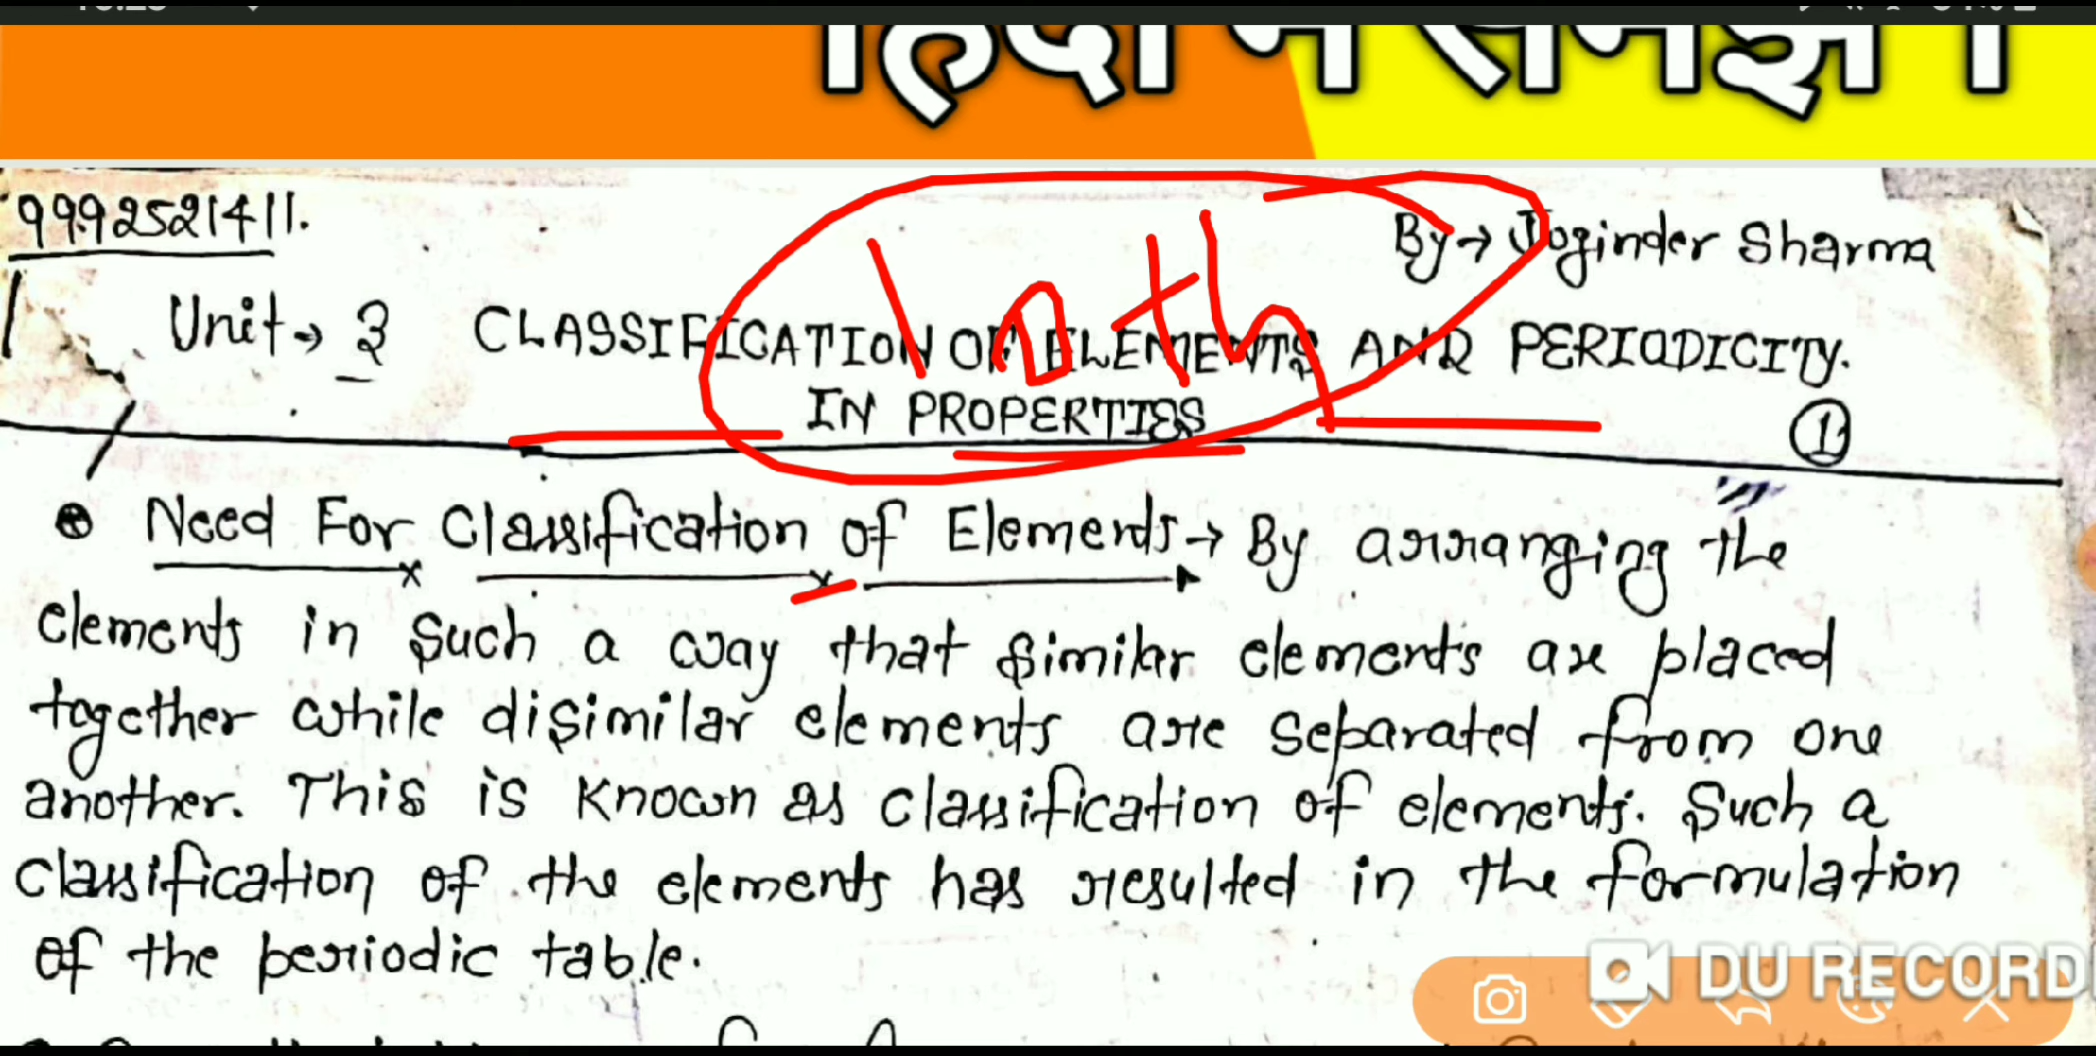 हिंदी में समझे ।
9992521411.
By → Joginder Sharma
Unit → 3 CLASSIFICATION OF ELEMENTS AND PERIODICITY.
IN PROPERTIES
1
Need For Classification of Elements → By arranging the
elements in such a way that similar elements are placed
together while disimilar elements are separated from one
another. This is known as classification of elements. Such a
classification of the elements has resulted in the formulation
of the periodic table.
DU RECORD